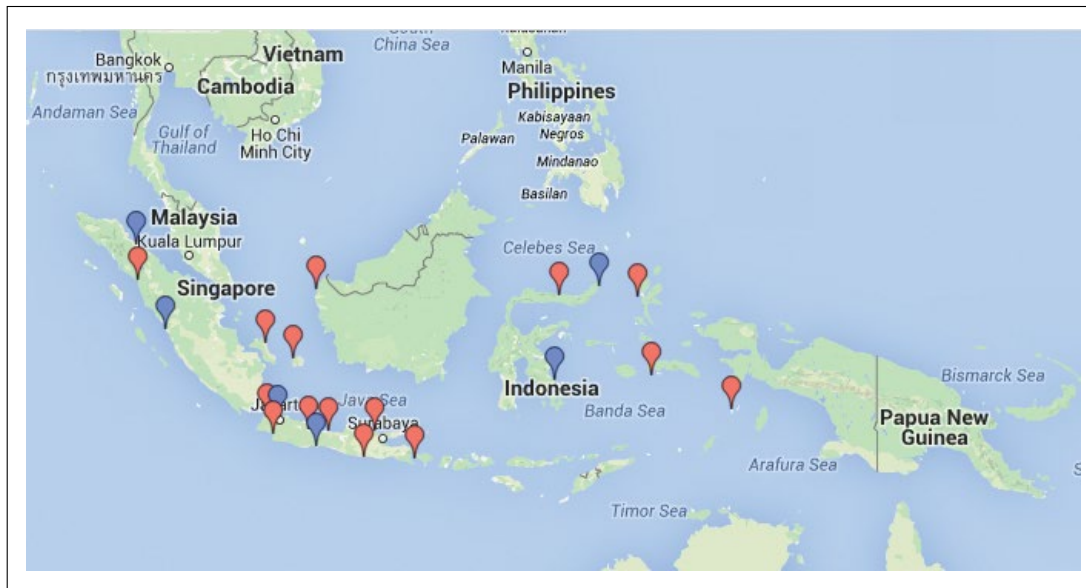 South
China Sea
Vietnam
Bangkok
กรุงเทพมหานคร
Manila
Cambodia
Philippines
Andaman Sea
Kabisayaan
Negros
Gulf of
Thailand
Ho Chi
Minh City
Palawan
Mindanao
Basilan
Malaysia
Kuala Lumpur
Celebes Sea
Singapore
Indonesia
Bismarck Sea
Java Sea
Banda Sea
Surabaya
Papua New
Guinea
Arafura Sea
S
Timor Sea